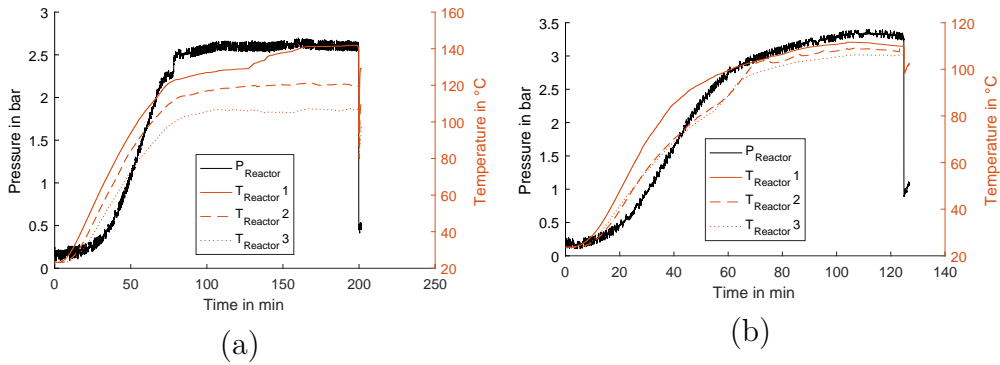 3
2.5
2
1.5
1
0.5
0
Pressure in bar
160
140
120
100
80
60
40
20
Temperature in °C
P_Reactor
T_Reactor 1
T_Reactor 2
T_Reactor 3
0 50 100 150 200 250
Time in min
(a)
3.5
3
2.5
2
1.5
1
0.5
0
Pressure in bar
120
100
80
60
40
20
Temperature in °C
P_Reactor
T_Reactor 1
T_Reactor 2
T_Reactor 3
0 20 40 60 80 100 120 140
Time in min
(b)